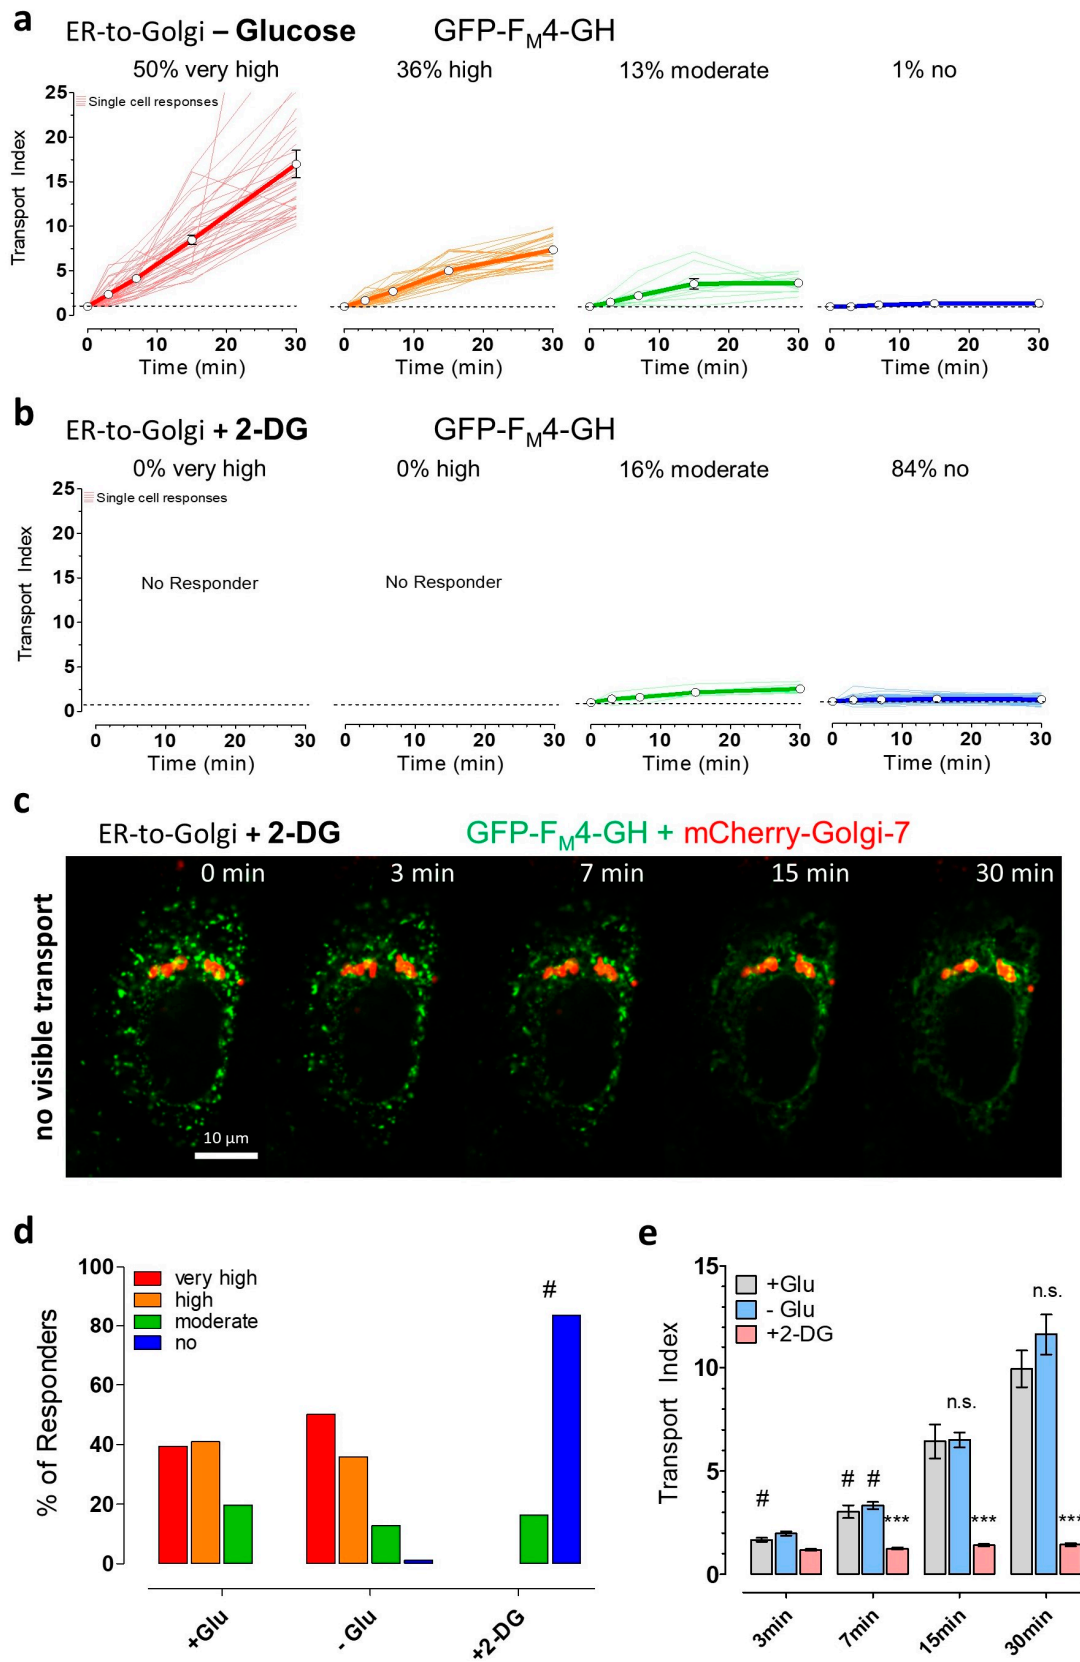 a
ER-to-Golgi – Glucose GFP-FM4-GH
50% very high 36% high 13% moderate 1% no
Single cell responses
Transport Index
25
20
15
10
5
0
0 10 20 30 0 10 20 30 0 10 20 30 0 10 20 30
Time (min) Time (min) Time (min) Time (min)
b
ER-to-Golgi + 2-DG GFP-FM4-GH
0% very high 0% high 16% moderate 84% no
Single cell responses
Transport Index
25
20
15
10
5
0
No Responder No Responder
0 10 20 30 0 10 20 30 0 10 20 30 0 10 20 30
Time (min) Time (min) Time (min) Time (min)
c
ER-to-Golgi + 2-DG GFP-FM4-GH + mCherry-Golgi-7
no visible transport
0 min 3 min 7 min 15 min 30 min
10 µm
d
% of Responders
100
80
60
40
20
0
very high
high
moderate
no
#
+Glu - Glu +2-DG
e
Transport Index
15
10
5
0
+Glu
- Glu
+2-DG
n.s.
n.s.
# # #
*** *** ***
3min 7min 15min 30min